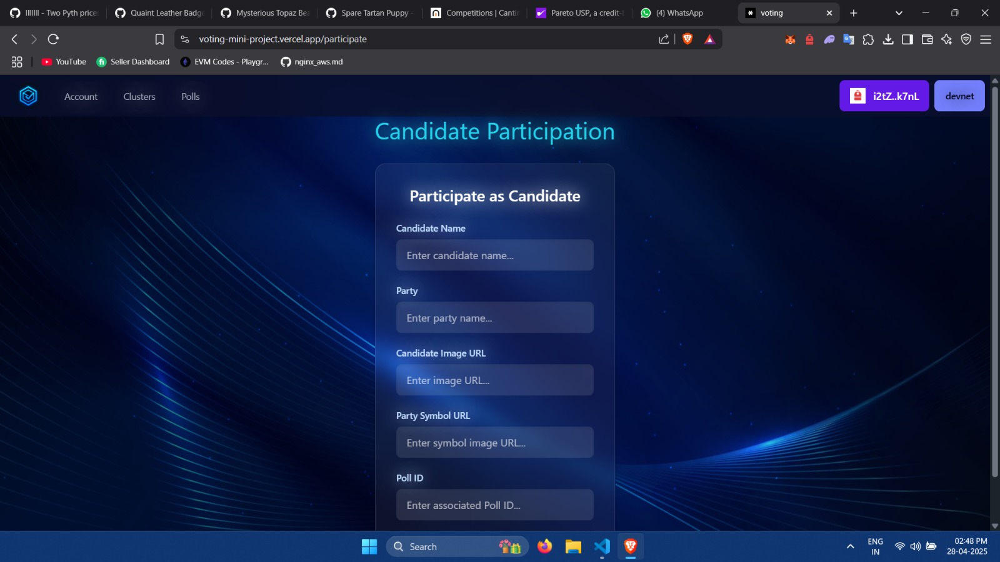 IIIIIII - Two Pyth price
Quaint Leather Badg
Mysterious Topaz Be
Spare Tartan Puppy -
Competitions | Canti
Pareto USP, a credit-
(4) WhatsApp
voting
voting-mini-project.vercel.app/participate
YouTube
Seller Dashboard
EVM Codes - Playgr...
nginx_aws.md
Account
Clusters
Polls
i2tZ..k7nL
devnet
Candidate Participation
Participate as Candidate
Candidate Name
Enter candidate name...
Party
Enter party name...
Candidate Image URL
Enter image URL...
Party Symbol URL
Enter symbol image URL...
Poll ID
Enter associated Poll ID...
Search
ENG
IN
02:48 PM
28-04-2025